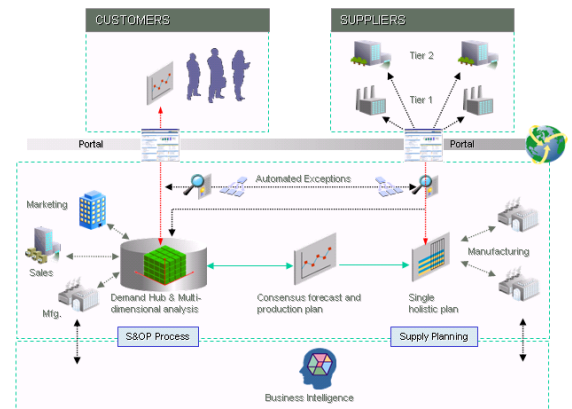 CUSTOMERS
SUPPLIERS
Tier 2
Tier 1
Portal
Portal
Automated Exceptions
Marketing
Sales
Manufacturing
Mfg.
Demand Hub & Multi-
dimensional analysis
Consensus forecast and
production plan
Single
holistic plan
S&OP Process
Supply Planning
Business Intelligence